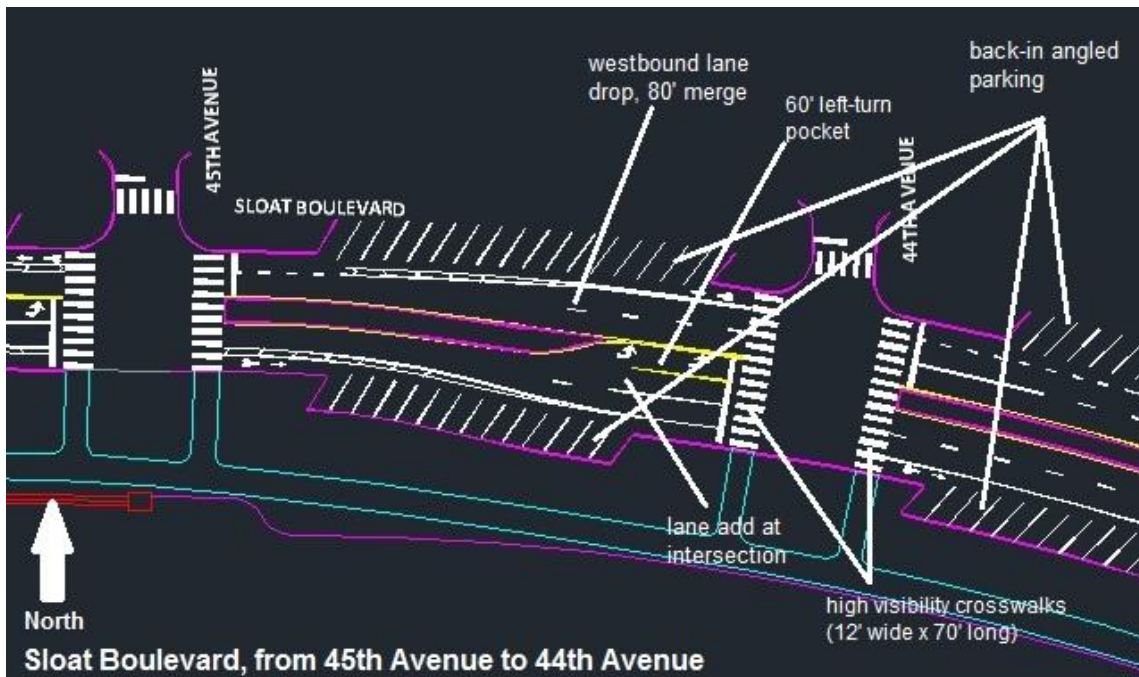 westbound lane
drop, 80' merge
60' left-turn
pocket
back-in angled
parking
45TH AVENUE
SLOAT BOULEVARD
44TH AVENUE
lane add at
intersection
high visibility crosswalks
(12' wide x 70' long)
North
Sloat Boulevard, from 45th Avenue to 44th Avenue